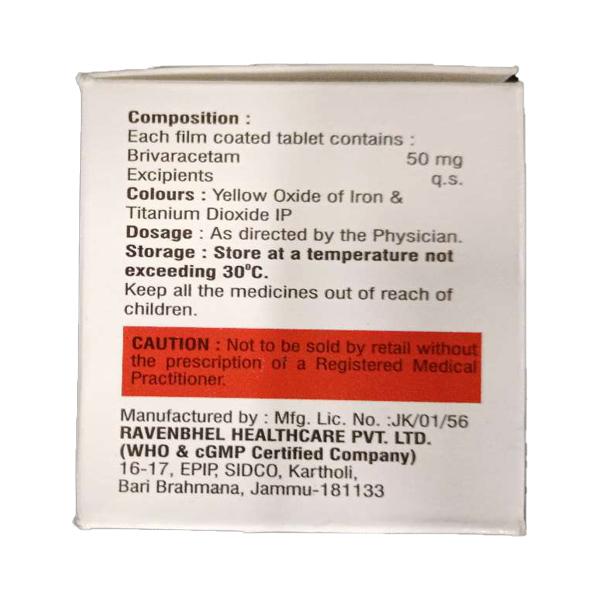 Composition :
Each film coated tablet contains :
Brivaracetam 50 mg
Excipients q.s.
Colours : Yellow Oxide of Iron &
Titanium Dioxide IP
Dosage : As directed by the Physician.
Storage : Store at a temperature not
exceeding 30°C.
Keep all the medicines out of reach of
children.
CAUTION : Not to be sold by retail without
the prescription of a Registered Medical
Practitioner.
Manufactured by : Mfg. Lic. No. :JK/01/56
RAVENBHEL HEALTHCARE PVT. LTD.
(WHO & cGMP Certified Company)
16-17, EPIP, SIDCO, Kartholi,
Bari Brahmana, Jammu-181133